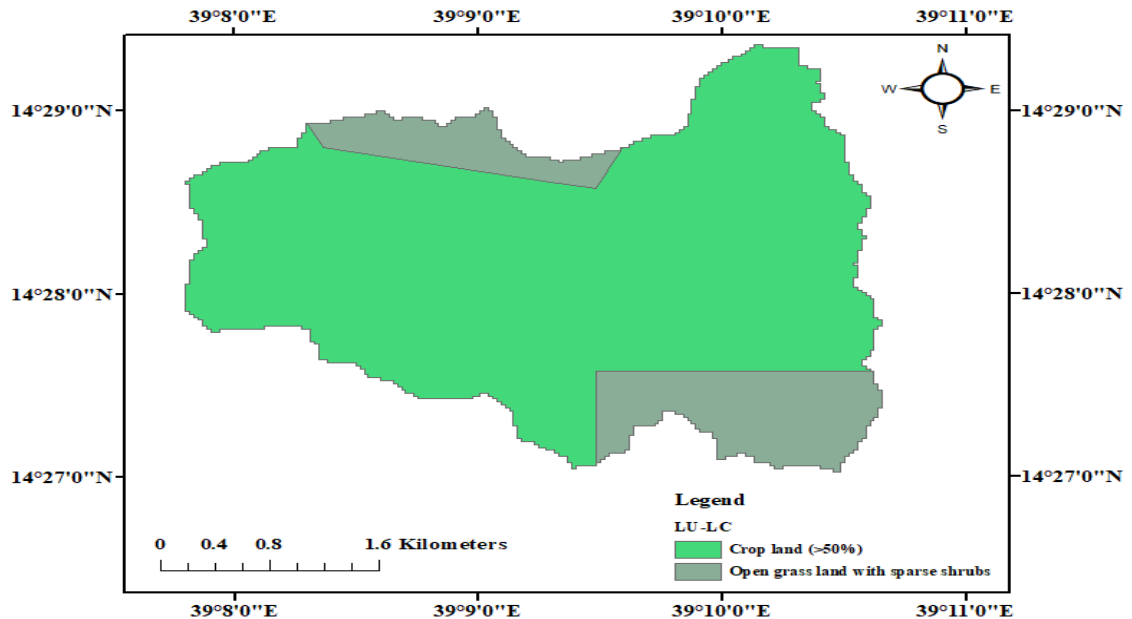 39°8'0"E 39°9'0"E 39°10'0"E 39°11'0"E
N
W E
S
14°29'0"N 14°29'0"N
14°28'0"N 14°28'0"N
14°27'0"N 14°27'0"N
Legend
LU-LC
Crop land (>50%)
Open grass land with sparse shrubs
0 0.4 0.8 1.6 Kilometers
39°8'0"E 39°9'0"E 39°10'0"E 39°11'0"E